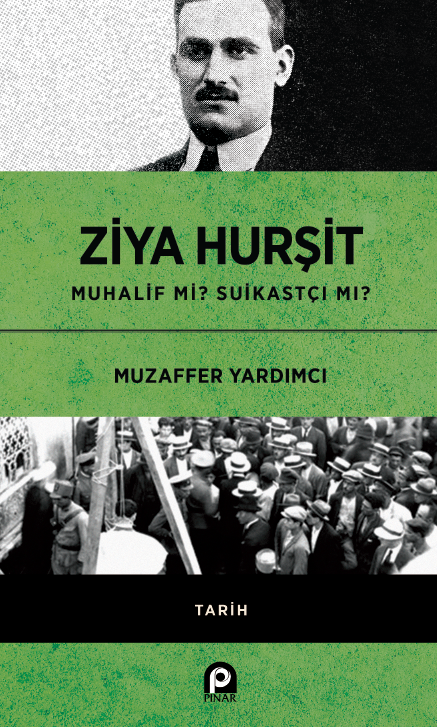 ZİYA HURŞİT
MUHALİF Mİ? SUİKASTÇI MI?
MUZAFFER YARDIMCI
TARİH
PINAR